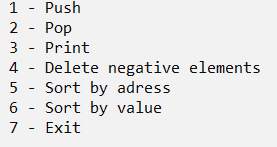 1 - Push
2 - Pop
3 - Print
4 - Delete negative elements
5 - Sort by adress
6 - Sort by value
7 - Exit